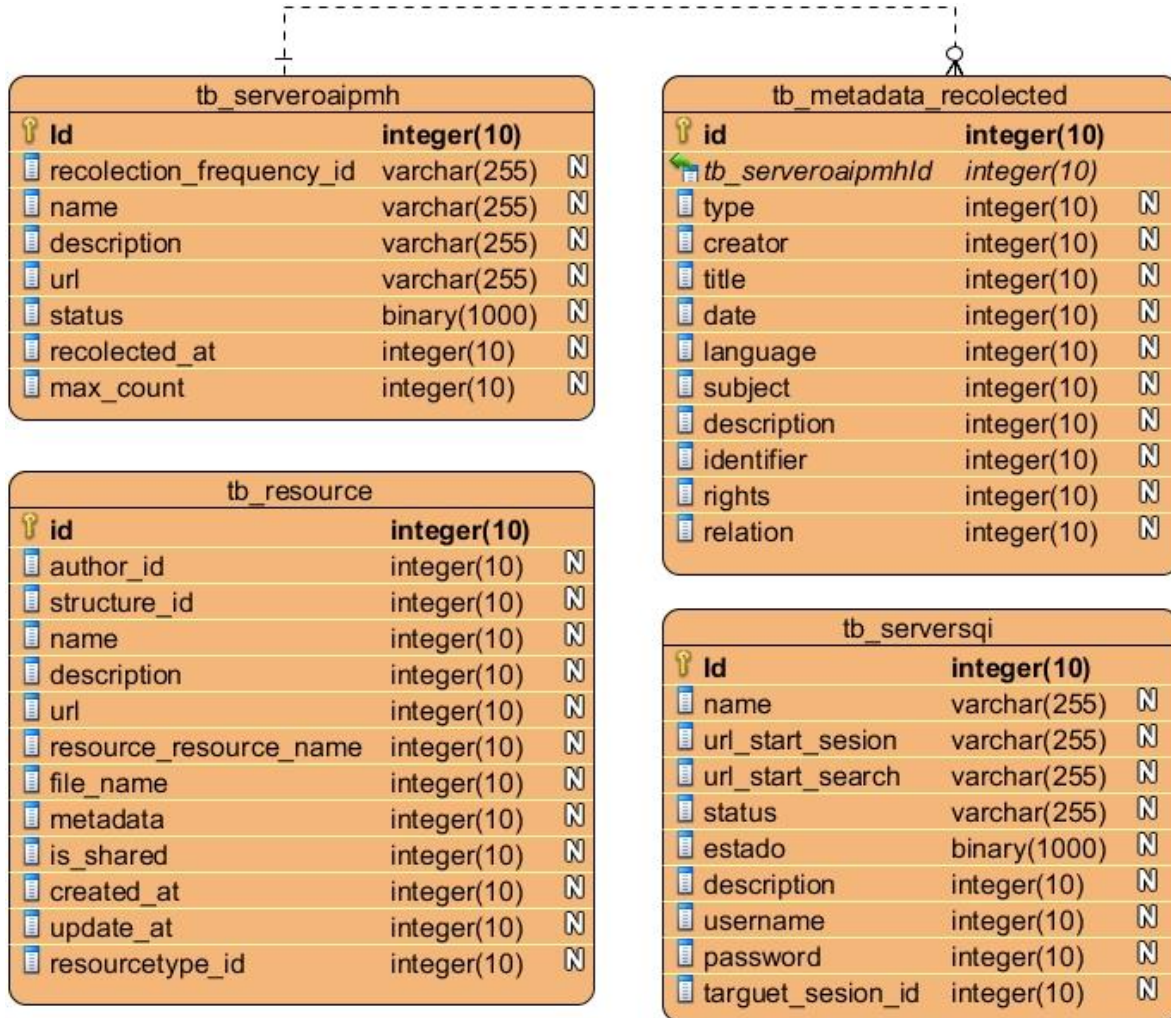 tb_serveroaipmh
Id integer(10)
recolection_frequency_id varchar(255) N
name varchar(255) N
description varchar(255) N
url varchar(255) N
status binary(1000) N
recolected_at integer(10) N
max_count integer(10) N
tb_metadata_recolected
id integer(10)
tb_serveroaipmhId integer(10)
type integer(10) N
creator integer(10) N
title integer(10) N
date integer(10) N
language integer(10) N
subject integer(10) N
description integer(10) N
identifier integer(10) N
rights integer(10) N
relation integer(10) N
tb_resource
id integer(10)
author_id integer(10) N
structure_id integer(10) N
name integer(10) N
description integer(10) N
url integer(10) N
resource_resource_name integer(10) N
file_name integer(10) N
metadata integer(10) N
is_shared integer(10) N
created_at integer(10) N
update_at integer(10) N
resourcetype_id integer(10) N
tb_serversqi
Id integer(10)
name varchar(255) N
url_start_sesion varchar(255) N
url_start_search varchar(255) N
status varchar(255) N
estado binary(1000) N
description integer(10) N
username integer(10) N
password integer(10) N
targuet_sesion_id integer(10) N